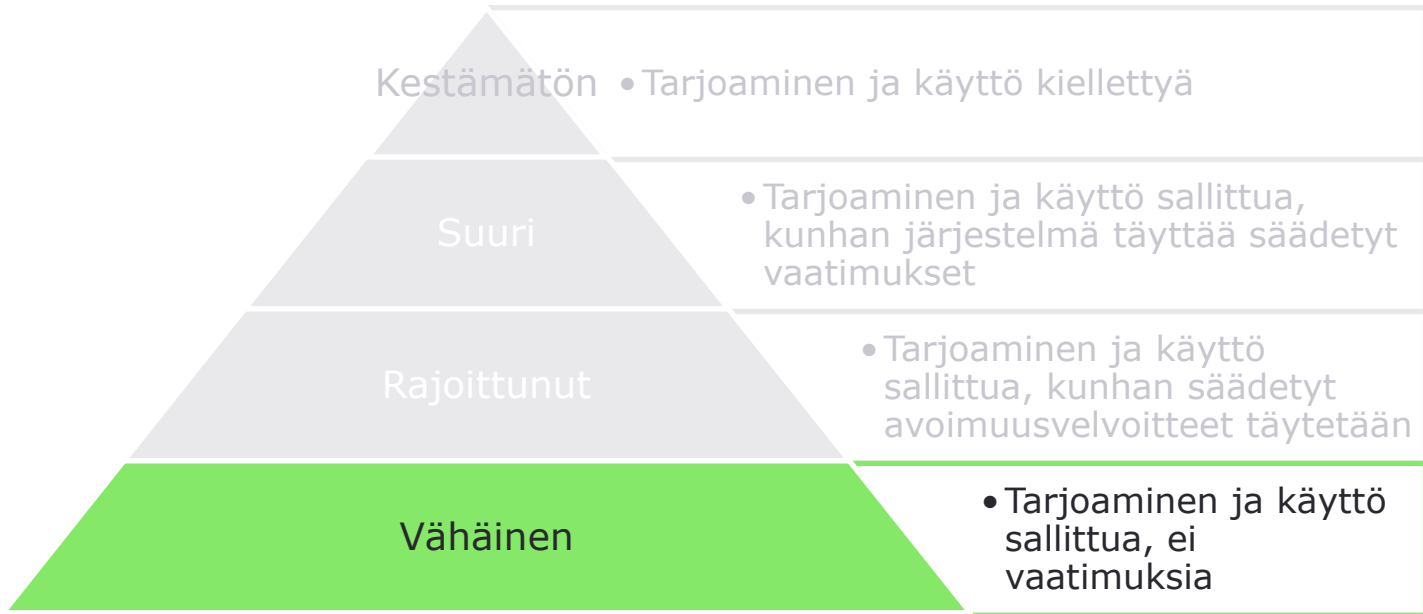 Kestämätön
• Tarjoaminen ja käyttö kiellettyä
Suuri
• Tarjoaminen ja käyttö sallittua,
kunhan järjestelmä täyttää säädetyt
vaatimukset
Rajoittunut
• Tarjoaminen ja käyttö
sallittua, kunhan säädetyt
avoimuusvelvoitteet täytetään
Vähäinen
• Tarjoaminen ja käyttö
sallittua, ei
vaatimuksia